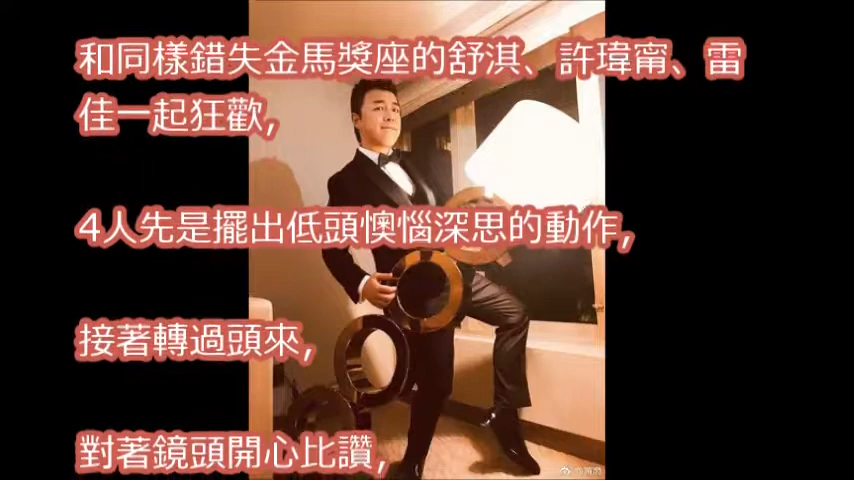 和同樣錯失金馬獎座的舒淇、許瑋甯、雷
佳一起狂歡,
4人先是擺出低頭懊惱深思的動作,
接著轉過頭來,
對著鏡頭開心比讚,